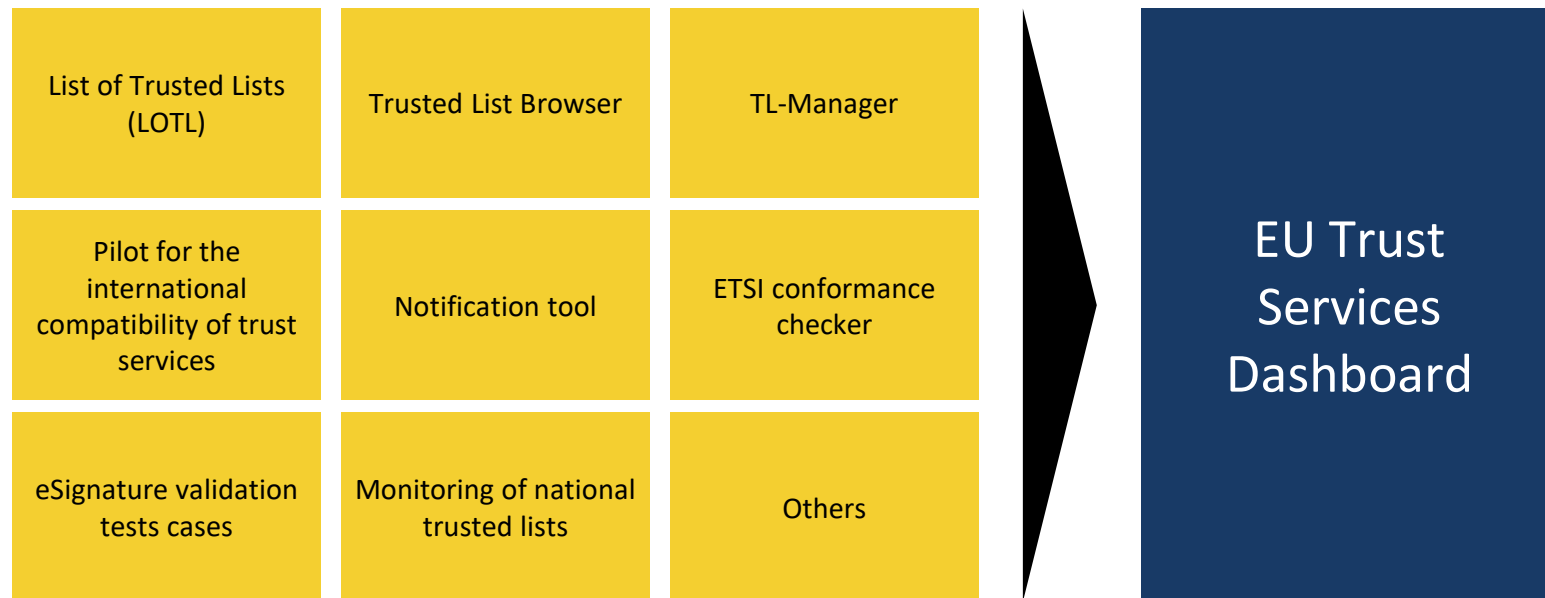 List of Trusted Lists
(LOTL)
Trusted List Browser
TL-Manager
Pilot for the
international
compatibility of trust
services
Notification tool
ETSI conformance
checker
eSignature validation
tests cases
Monitoring of national
trusted lists
Others
EU Trust
Services
Dashboard